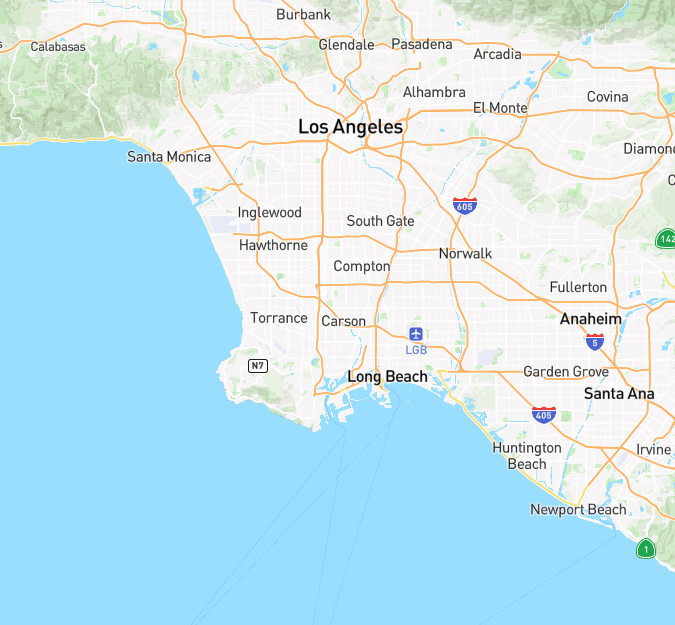 Burbank
Calabasas
Glendale
Pasadena
Arcadia
Alhambra
Covina
El Monte
Los Angeles
Diamon
Santa Monica
C
605
Inglewood
South Gate
142
Hawthorne
Norwalk
Compton
Fullerton
Torrance
Carson
Anaheim
LGB
5
N7
Long Beach
Garden Grove
Santa Ana
405
Huntington
Beach
Irvine
Newport Beach
1